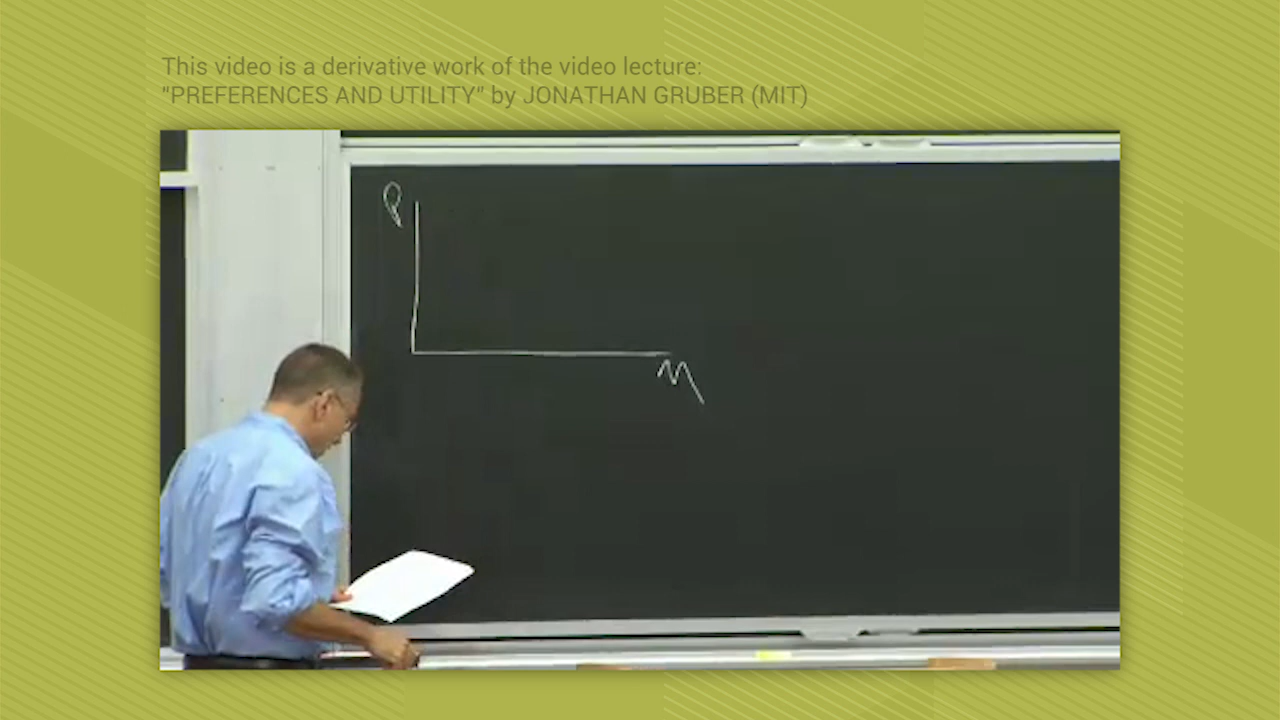 This video is a derivative work of the video lecture:
"PREFERENCES AND UTILITY" by JONATHAN GRUBER (MIT)
P
M